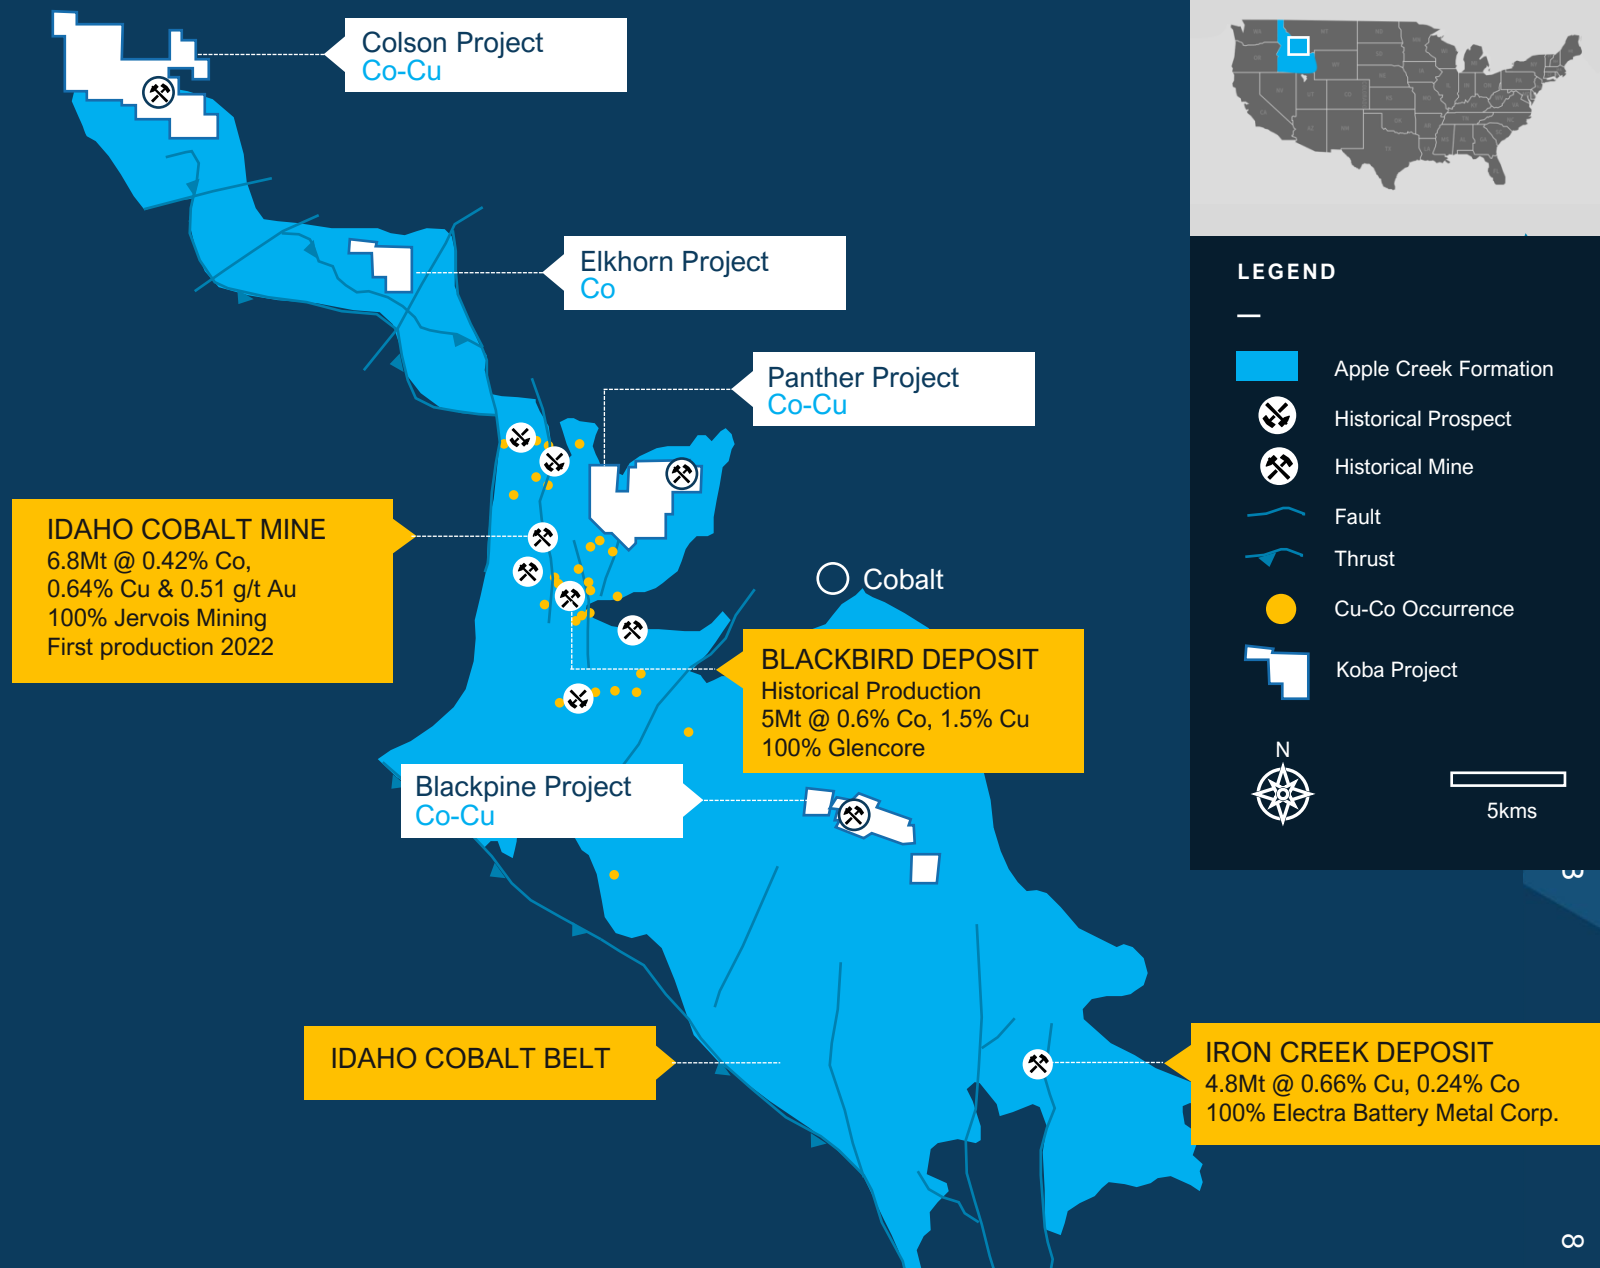 Colson Project
Co-Cu
Elkhorn Project
Co
Panther Project
Co-Cu
IDAHO COBALT MINE
6.8Mt @ 0.42% Co,
0.64% Cu & 0.51 g/t Au
100% Jervois Mining
First production 2022
Cobalt
BLACKBIRD DEPOSIT
Historical Production
5Mt @ 0.6% Co, 1.5% Cu
100% Glencore
Blackpine Project
Co-Cu
IDAHO COBALT BELT
IRON CREEK DEPOSIT
4.8Mt @ 0.66% Cu, 0.24% Co
100% Electra Battery Metal Corp.
LEGEND
Apple Creek Formation
Historical Prospect
Historical Mine
Fault
Thrust
Cu-Co Occurrence
Koba Project
N
5kms
8